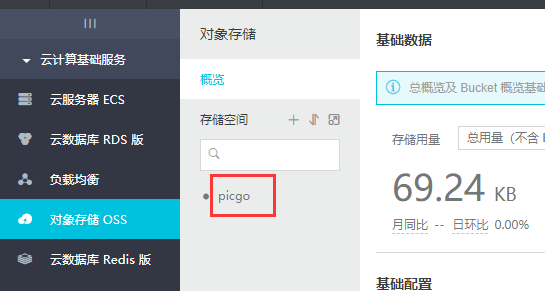 云计算基础服务
云服务器 ECS
云数据库 RDS 版
负载均衡
对象存储 OSS
云数据库 Redis 版
对象存储
概览
存储空间
picgo
基础数据
总概览及 Bucket 概览基础
存储用量
总用量（不含 E
69.24 KB
月同比 -- 日环比 0.00%
基础配置